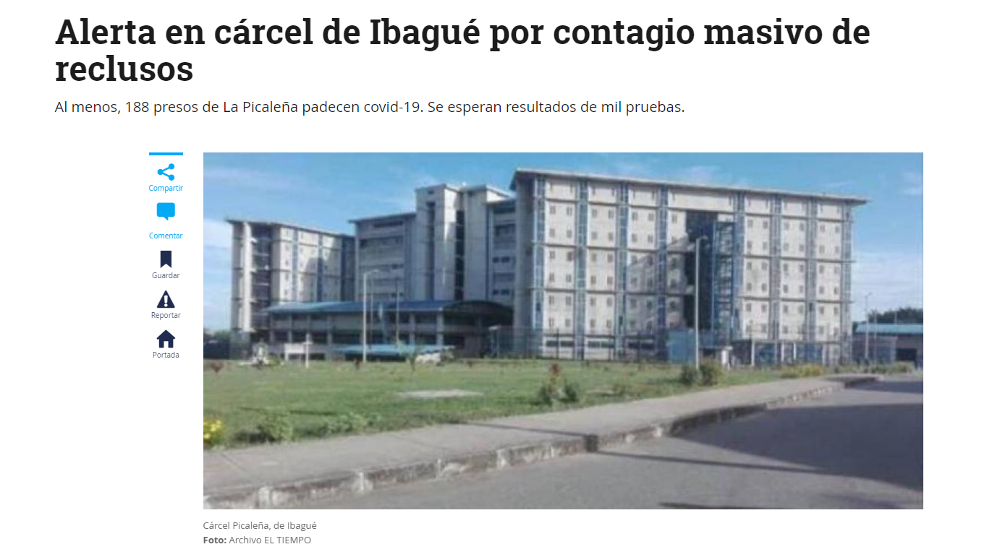 Alerta en cárcel de Ibagué por contagio masivo de
reclusos
Al menos, 188 presos de La Picaleña padecen covid-19. Se esperan resultados de mil pruebas.
Compartir
Comentar
Guardar
Reportar
Portada
Cárcel Picaleña, de Ibagué
Foto: Archivo EL TIEMPO